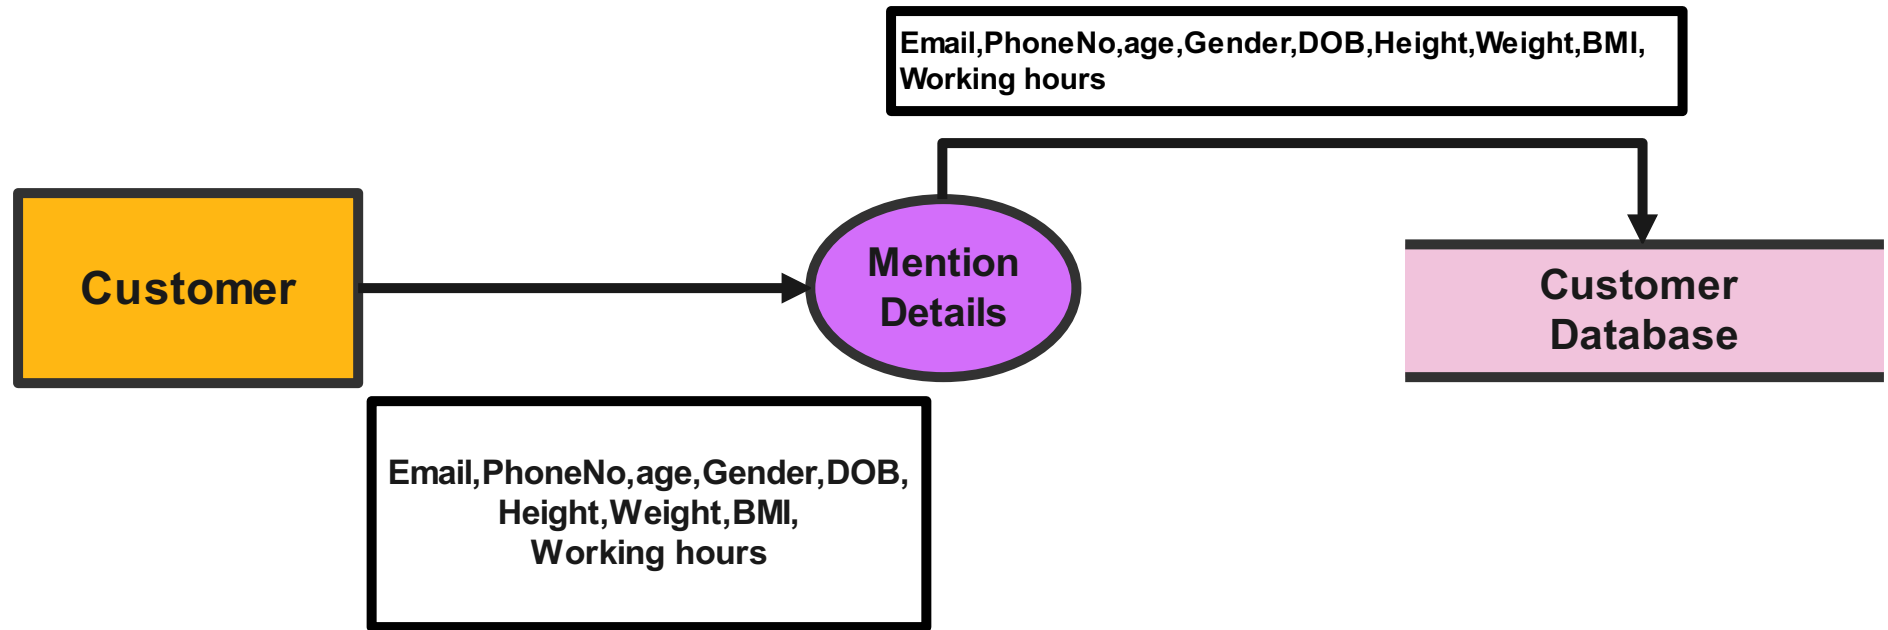 Email,PhoneNo,age,Gender,DOB,Height,Weight,BMI,
Working hours
Customer
Mention
Details
Customer
Database
Email,PhoneNo,age,Gender,DOB,
Height,Weight,BMI,
Working hours